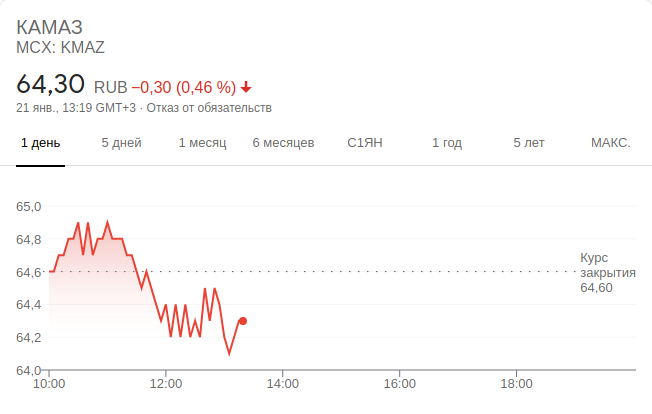 КАМАЗ
MCX: KMAZ
64,30 RUB −0,30 (0,46 %)
21 янв., 13:19 GMT+3 · Отказ от обязательств
1 день 5 дней 1 месяц 6 месяцев С1ЯН 1 год 5 лет МАКС.
65,0
64,8
Курс
64,6 закрытия
64,60
64,4
64,2
64,0
10:00 12:00 14:00 16:00 18:00